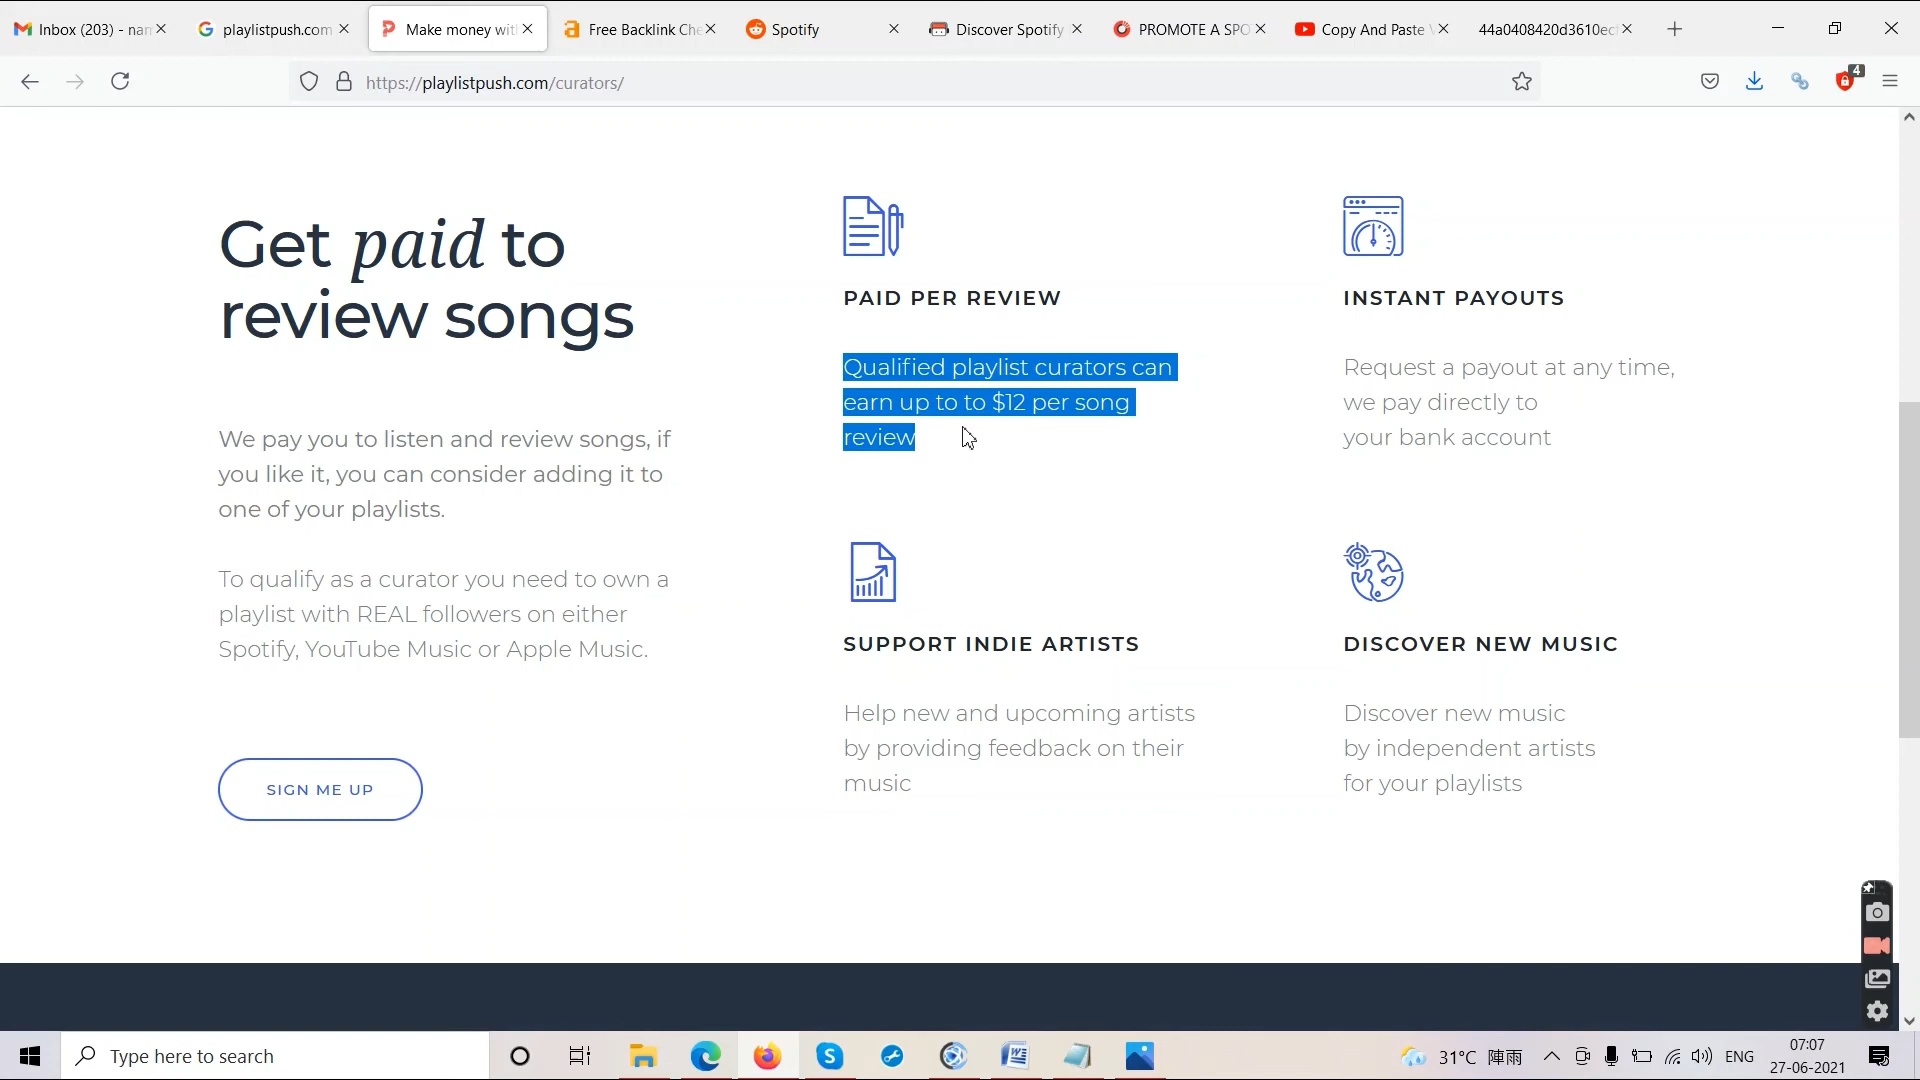 Inbox (203) - nam
playlistpush.com
Make money wit
Free Backlink Che
Spotify
Discover Spotify
PROMOTE A SPO
Copy And Paste
44a0408420d3610ec
https://playlistpush.com/curators/
4
Get paid to
review songs
We pay you to listen and review songs, if
you like it, you can consider adding it to
one of your playlists.
To qualify as a curator you need to own a
playlist with REAL followers on either
Spotify, YouTube Music or Apple Music.
SIGN ME UP
PAID PER REVIEW
Qualified playlist curators can
earn up to to $12 per song
review
INSTANT PAYOUTS
Request a payout at any time,
we pay directly to
your bank account
SUPPORT INDIE ARTISTS
Help new and upcoming artists
by providing feedback on their
music
DISCOVER NEW MUSIC
Discover new music
by independent artists
for your playlists
Type here to search
31°C 陣雨
ENG
07:07
27-06-2021